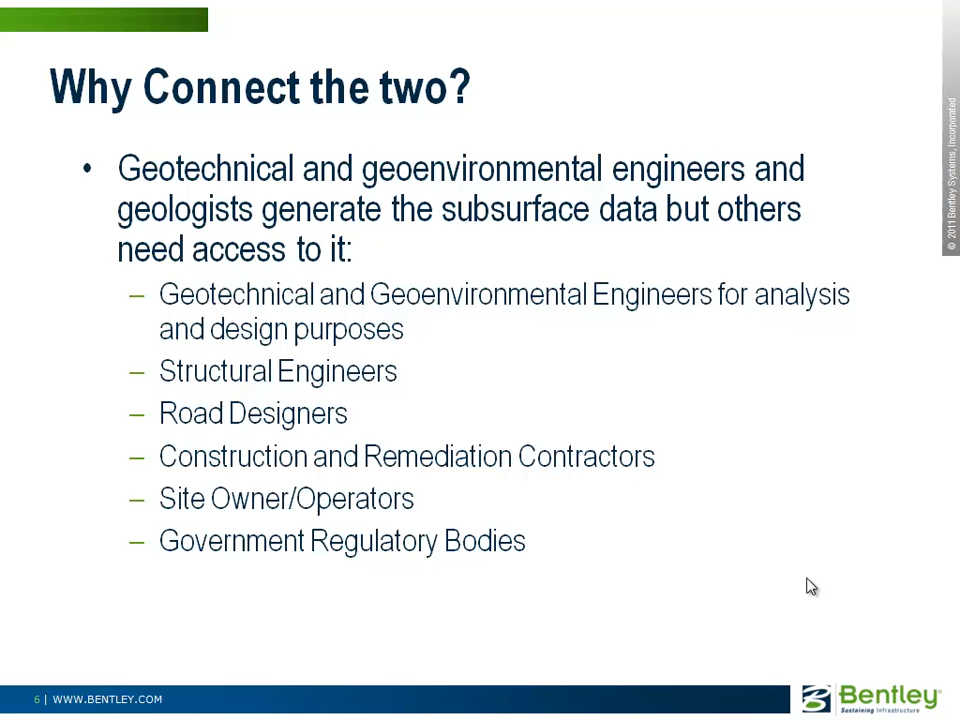 Why Connect the two?
• Geotechnical and geoenvironmental engineers and
geologists generate the subsurface data but others
need access to it:
– Geotechnical and Geoenvironmental Engineers for analysis
and design purposes
– Structural Engineers
– Road Designers
– Construction and Remediation Contractors
– Site Owner/Operators
– Government Regulatory Bodies
© 2011 Bentley Systems, Incorporated
6 | WWW.BENTLEY.COM
Bentley®
Sustaining Infrastructure